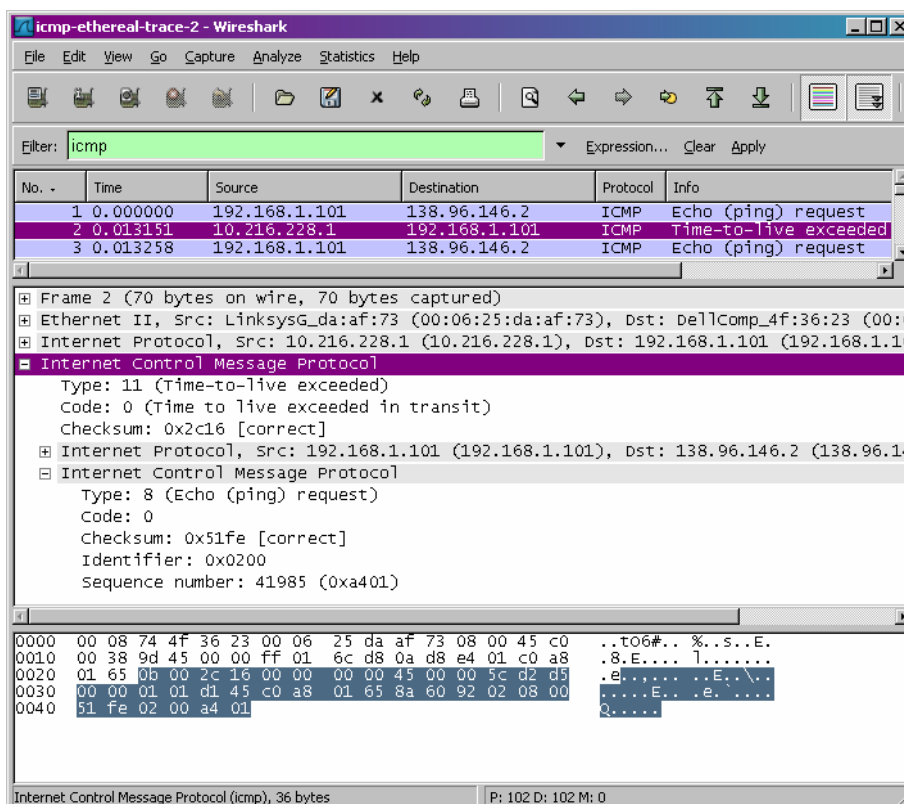 icmp-ethereal-trace-2 - Wireshark
File Edit View Go Capture Analyze Statistics Help
Filter: icmp Expression... Clear Apply
No. - Time Source Destination Protocol Info
1 0.000000 192.168.1.101 138.96.146.2 ICMP Echo (ping) request
2 0.013151 10.216.228.1 192.168.1.101 ICMP Time-to-live exceeded
3 0.013258 192.168.1.101 138.96.146.2 ICMP Echo (ping) request
Frame 2 (70 bytes on wire, 70 bytes captured)
Ethernet II, Src: LinksysG_da:af:73 (00:06:25:da:af:73), Dst: DellComp_4f:36:23 (00:
Internet Protocol, Src: 10.216.228.1 (10.216.228.1), Dst: 192.168.1.101 (192.168.1.1
Internet Control Message Protocol
Type: 11 (Time-to-live exceeded)
Code: 0 (Time to live exceeded in transit)
Checksum: 0x2c16 [correct]
Internet Protocol, Src: 192.168.1.101 (192.168.1.101), Dst: 138.96.146.2 (138.96.14
Internet Control Message Protocol
Type: 8 (Echo (ping) request)
Code: 0
Checksum: 0x51fe [correct]
Identifier: 0x0200
Sequence number: 41985 (0xa401)
0000 00 08 74 4f 36 23 00 06 25 da af 73 08 00 45 c0 ..tO6#.. %..s..E.
0010 00 38 9d 45 00 00 ff 01 6c d8 0a d8 e4 01 c0 a8 .8.E.... l.......
0020 01 65 0b 00 2c 16 00 00 00 00 45 00 00 5c d2 d5 .e..,... ..E..\..
0030 00 00 01 01 d1 45 c0 a8 01 65 8a 60 92 02 08 00 .....E.. .e.`....
0040 51 fe 02 00 a4 01 Q.....
Internet Control Message Protocol (icmp), 36 bytes P: 102 D: 102 M: 0